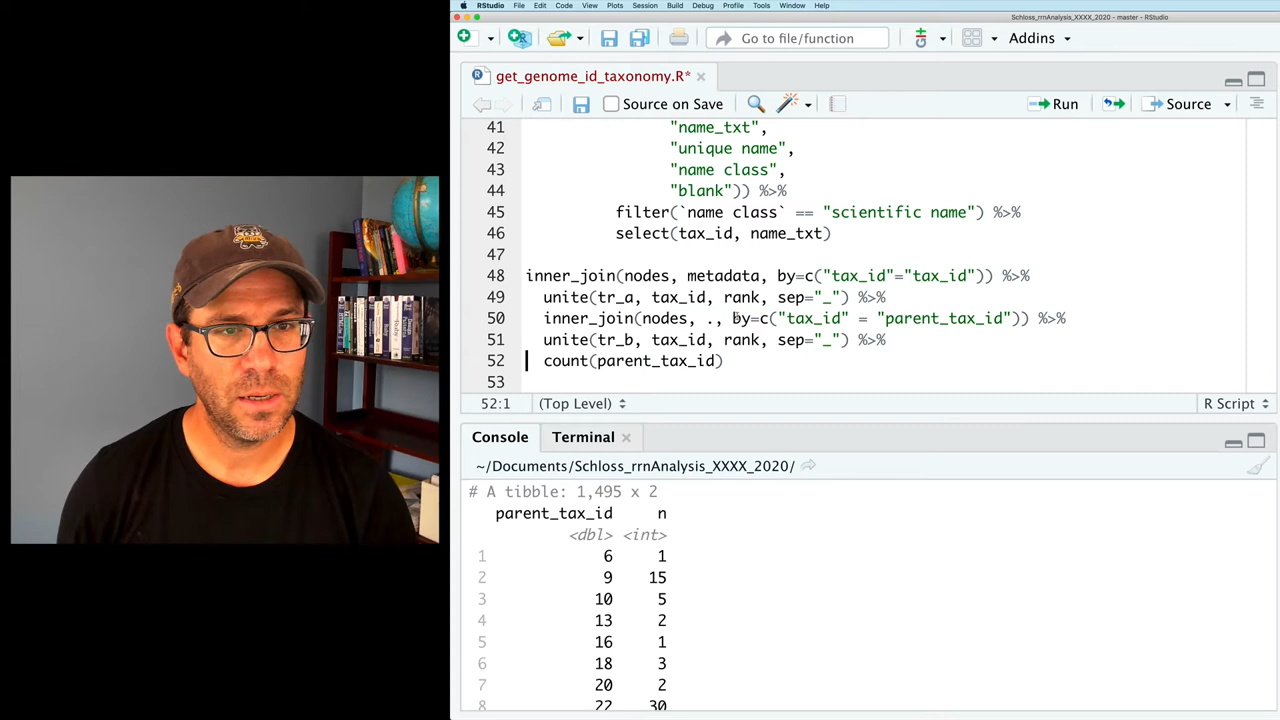 RStudio File Edit Code View Plots Session Build Debug Profile Tools Window Help
Schloss_rrnAnalysis_XXXX_2020 - master - RStudio
Go to file/function Addins
get_genome_id_taxonomy.R*
Source on Save Run Source
41 "name_txt",
42 "unique name",
43 "name class",
44 "blank")) %>%
45 filter(`name class` == "scientific name") %>%
46 select(tax_id, name_txt)
47
48 inner_join(nodes, metadata, by=c("tax_id"="tax_id")) %>%
49 unite(tr_a, tax_id, rank, sep="_") %>%
50 inner_join(nodes, ., by=c("tax_id" = "parent_tax_id")) %>%
51 unite(tr_b, tax_id, rank, sep="_") %>%
52 count(parent_tax_id)
53
52:1 (Top Level) R Script
Console Terminal
~/Documents/Schloss_rrnAnalysis_XXXX_2020/
# A tibble: 1,495 x 2
parent_tax_id n
<dbl> <int>
1 6 1
2 9 15
3 10 5
4 13 2
5 16 1
6 18 3
7 20 2
8 22 30